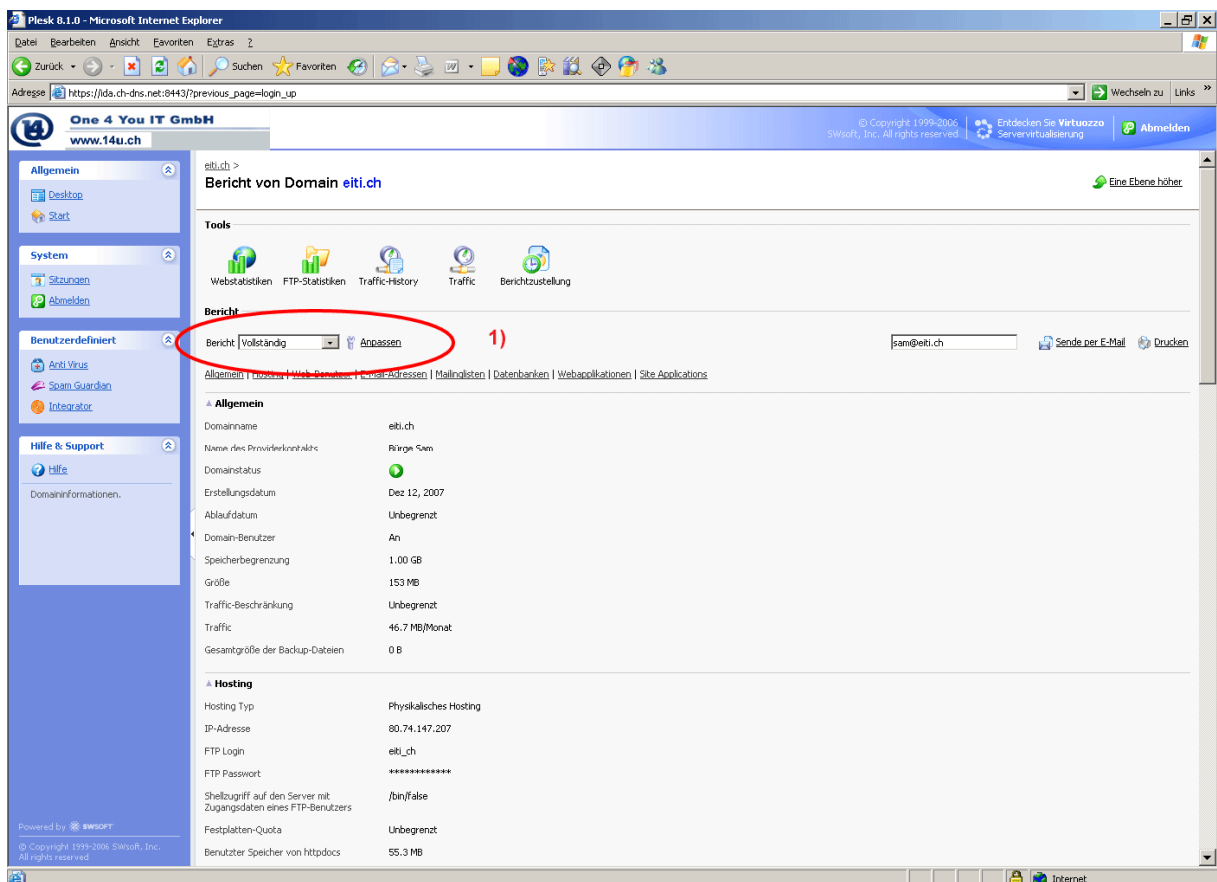 Plesk 8.1.0 - Microsoft Internet Explorer
Datei Bearbeiten Ansicht Favoriten Extras ?
Zurück Suchen Favoriten
Adresse https://ida.ch-dns.net:8443/?previous_page=login_up Wechseln zu Links »
14 One 4 You IT GmbH
www.14u.ch
© Copyright 1999-2006
SWsoft, Inc. All rights reserved
Entdecken Sie Virtuozzo
Servervirtualisierung
Abmelden
Allgemein
Desktop
Start
System
Sitzungen
Abmelden
Benutzerdefiniert
Anti Virus
Spam Guardian
Integrator
Hilfe & Support
Hilfe
Domaininformationen.
Powered by SWSOFT
© Copyright 1999-2006 SWsoft, Inc.
All rights reserved
eiti.ch >
Bericht von Domain eiti.ch
Eine Ebene höher
Tools
Webstatistiken FTP-Statistiken Traffic-History Traffic Berichtzustellung
Bericht
Bericht Vollständig Anpassen 1) sam@eiti.ch Sende per E-Mail Drucken
Allgemein | Hosting | Web-Benutzer | E-Mail-Adressen | Mailinglisten | Datenbanken | Webapplikationen | Site Applications
Allgemein
Domainname eiti.ch
Name des Providerkontakts Bürge Sam
Domainstatus
Erstellungsdatum Dez 12, 2007
Ablaufdatum Unbegrenzt
Domain-Benutzer An
Speicherbegrenzung 1.00 GB
Größe 153 MB
Traffic-Beschränkung Unbegrenzt
Traffic 46.7 MB/Monat
Gesamtgröße der Backup-Dateien 0 B
Hosting
Hosting Typ Physikalisches Hosting
IP-Adresse 80.74.147.207
FTP Login eiti_ch
FTP Passwort ************
Shellzugriff auf den Server mit
Zugangsdaten eines FTP-Benutzers /bin/false
Festplatten-Quota Unbegrenzt
Benutzter Speicher von httpdocs 55.3 MB
Internet